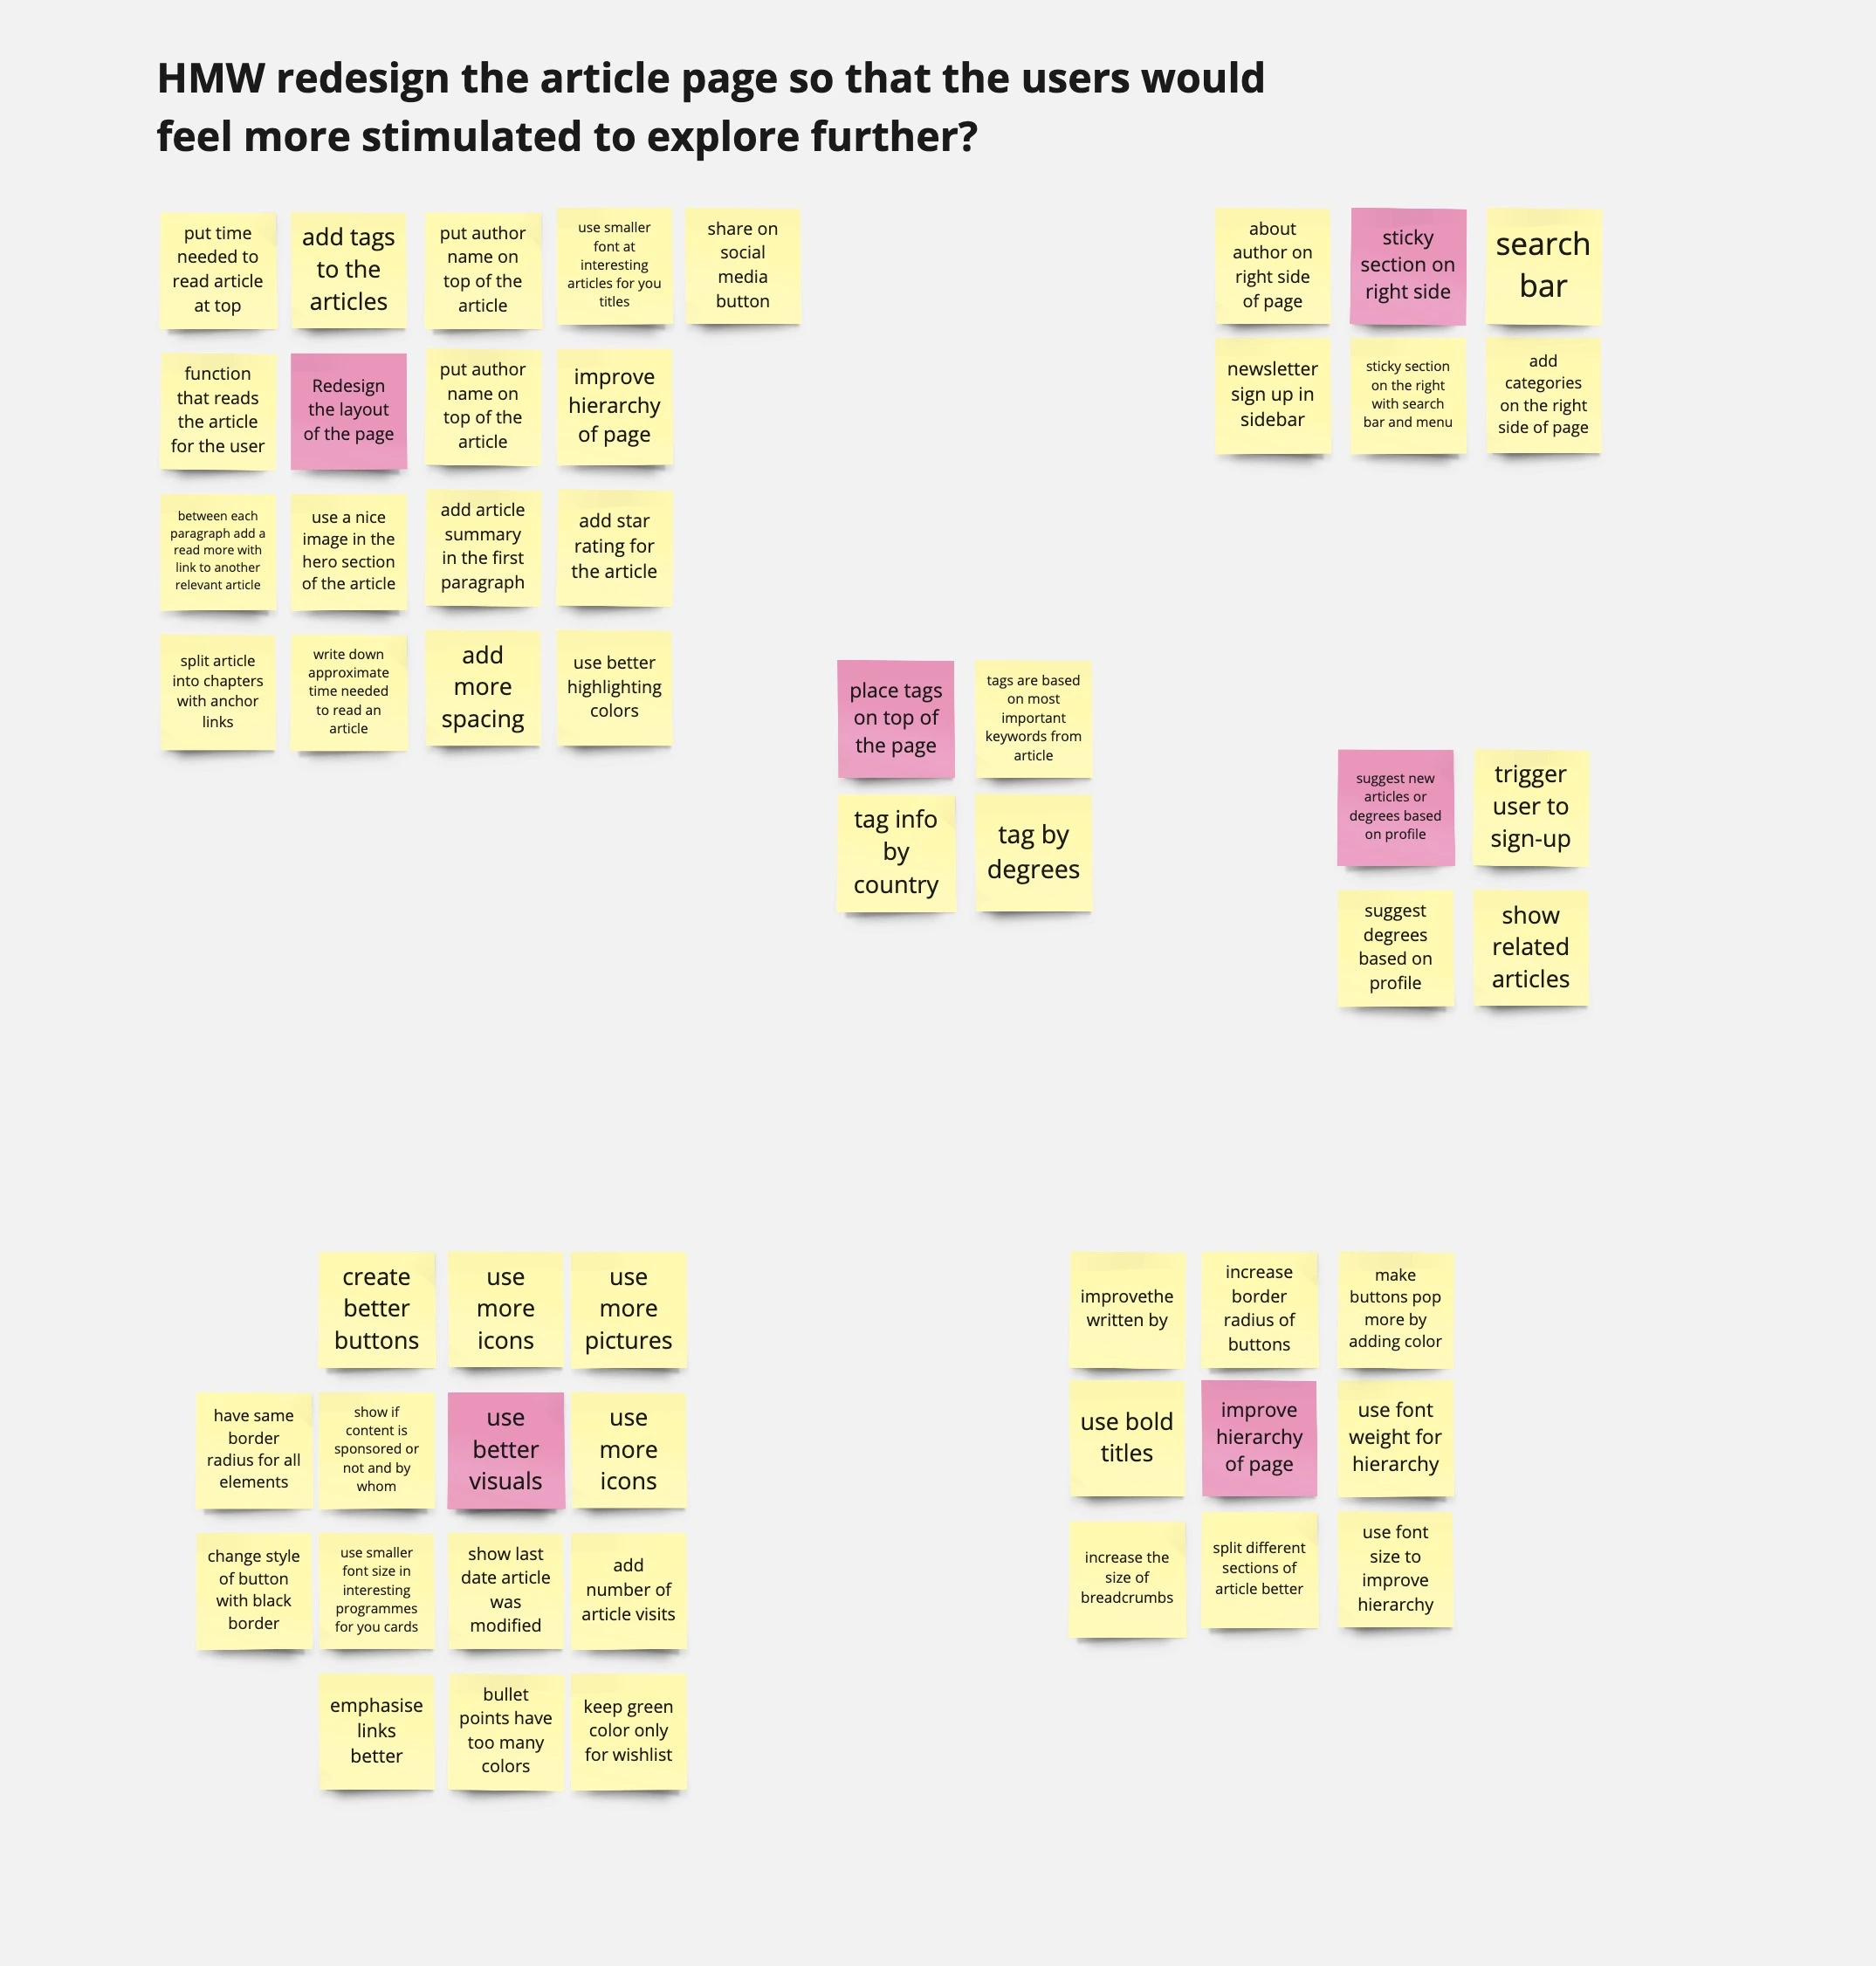 HMW redesign the article page so that the users would
feel more stimulated to explore further?
put time
needed to
read article
at top
add tags
to the
articles
put author
name on
top of the
article
use smaller
font at
interesting
articles for you
titles
share on
social
media
button
function
that reads
the article
for the user
Redesign
the layout
of the page
put author
name on
top of the
article
improve
hierarchy
of page
between each
paragraph add a
read more with
link to another
relevant article
use a nice
image in the
hero section
of the article
add article
summary
in the first
paragraph
add star
rating for
the article
split article
into chapters
with anchor
links
write down
approximate
time needed
to read an
article
add
more
spacing
use better
highlighting
colors
about
author on
right side
of page
sticky
section on
right side
search
bar
newsletter
sign up in
sidebar
sticky section
on the right
with search
bar and menu
add
categories
on the right
side of page
place tags
on top of
the page
tags are based
on most
important
keywords from
article
tag info
by
country
tag by
degrees
suggest new
articles or
degrees based
on profile
trigger
user to
sign-up
suggest
degrees
based on
profile
show
related
articles
create
better
buttons
use
more
icons
use
more
pictures
have same
border
radius for all
elements
show if
content is
sponsored or
not and by
whom
use
better
visuals
use
more
icons
change style
of button
with black
border
use smaller
font size in
interesting
programmes
for you cards
show last
date article
was
modified
add
number of
article visits
emphasise
links
better
bullet
points have
too many
colors
keep green
color only
for wishlist
improvethe
written by
increase
border
radius of
buttons
make
buttons pop
more by
adding color
use bold
titles
improve
hierarchy
of page
use font
weight for
hierarchy
increase the
size of
breadcrumbs
split different
sections of
article better
use font
size to
improve
hierarchy